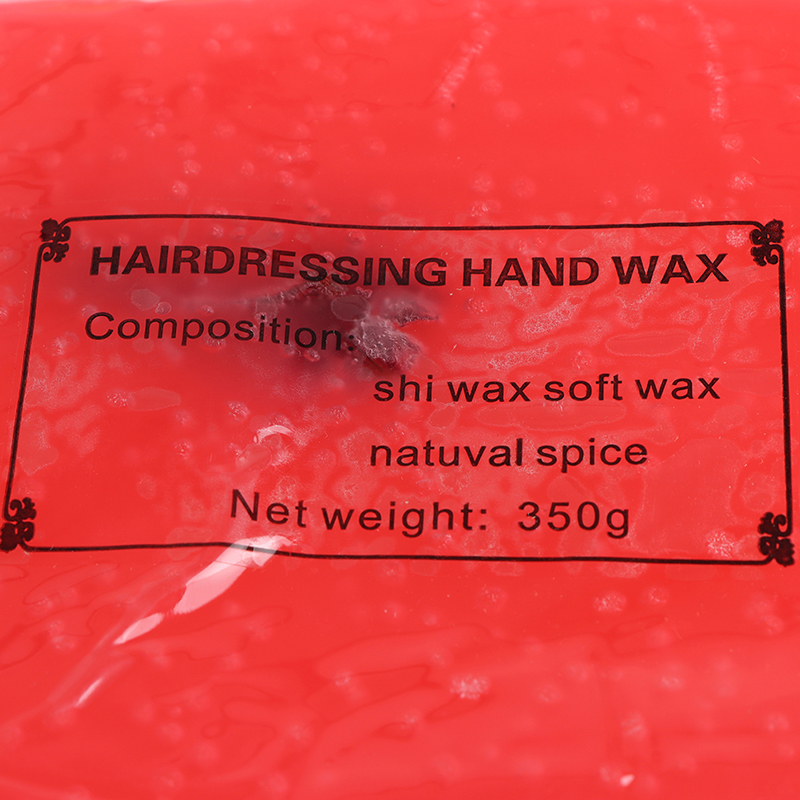 HAIRDRESSING HAND WAX
Composition:
shi wax soft wax
natuval spice
Net weight: 350g